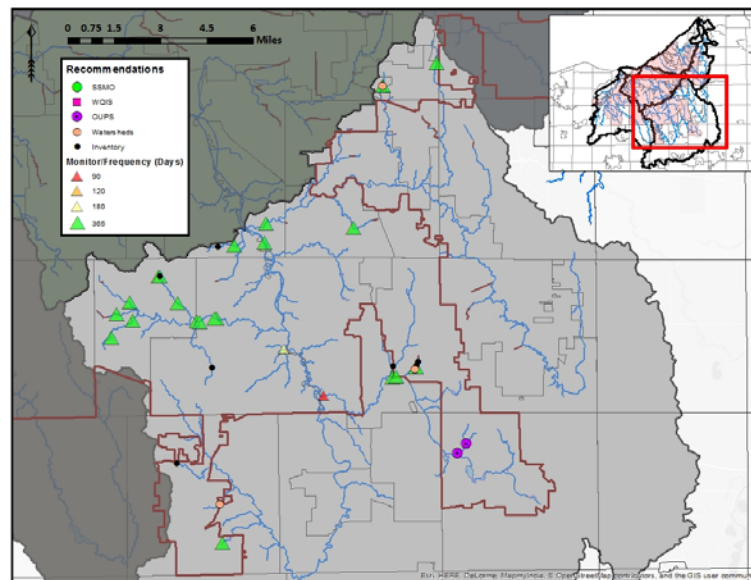 0 0.75 1.5 3 4.5 6
Miles
Recommendations
SSMO
WQIS
OUPS
Watersheds
Inventory
Monitor/Frequency (Days)
90
120
180
365
Esri, HERE, DeLorme, MapmyIndia, © OpenStreetMap contributors, and the GIS user commu